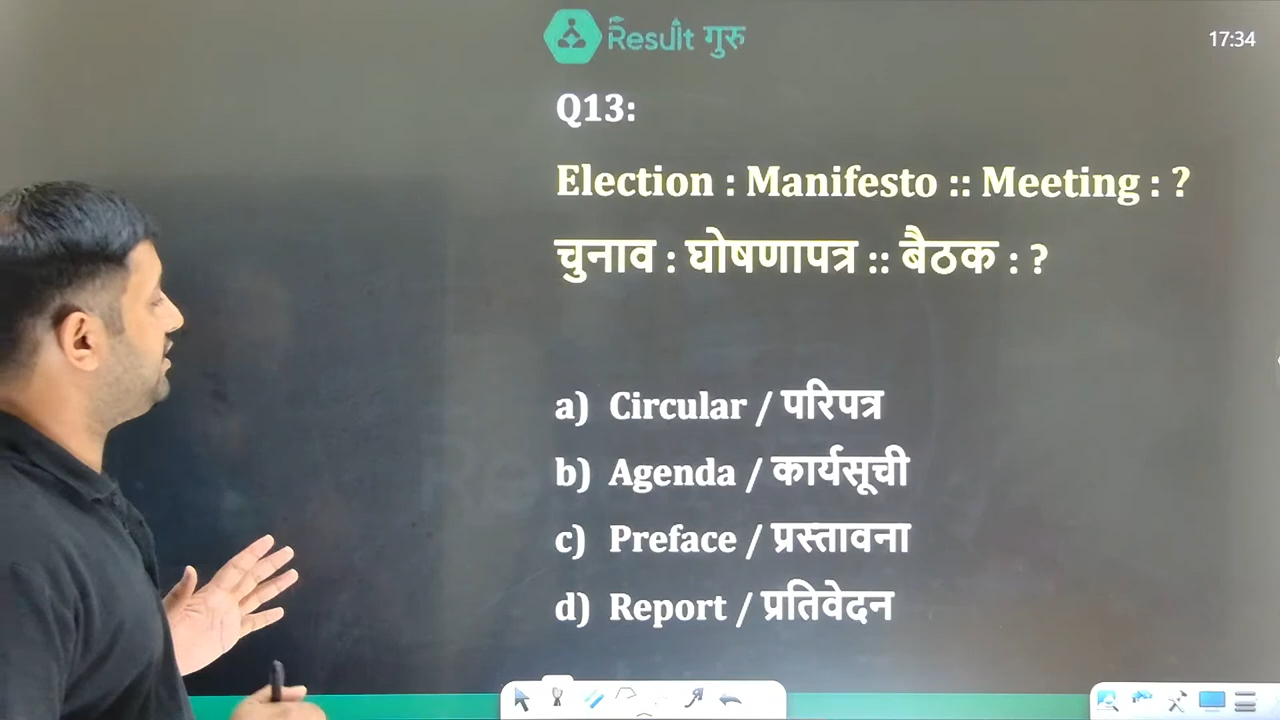 Result गुरु
17:34
Q13:
Election : Manifesto :: Meeting : ?
चुनाव : घोषणापत्र :: बैठक : ?
a) Circular / परिपत्र
b) Agenda / कार्यसूची
c) Preface / प्रस्तावना
d) Report / प्रतिवेदन